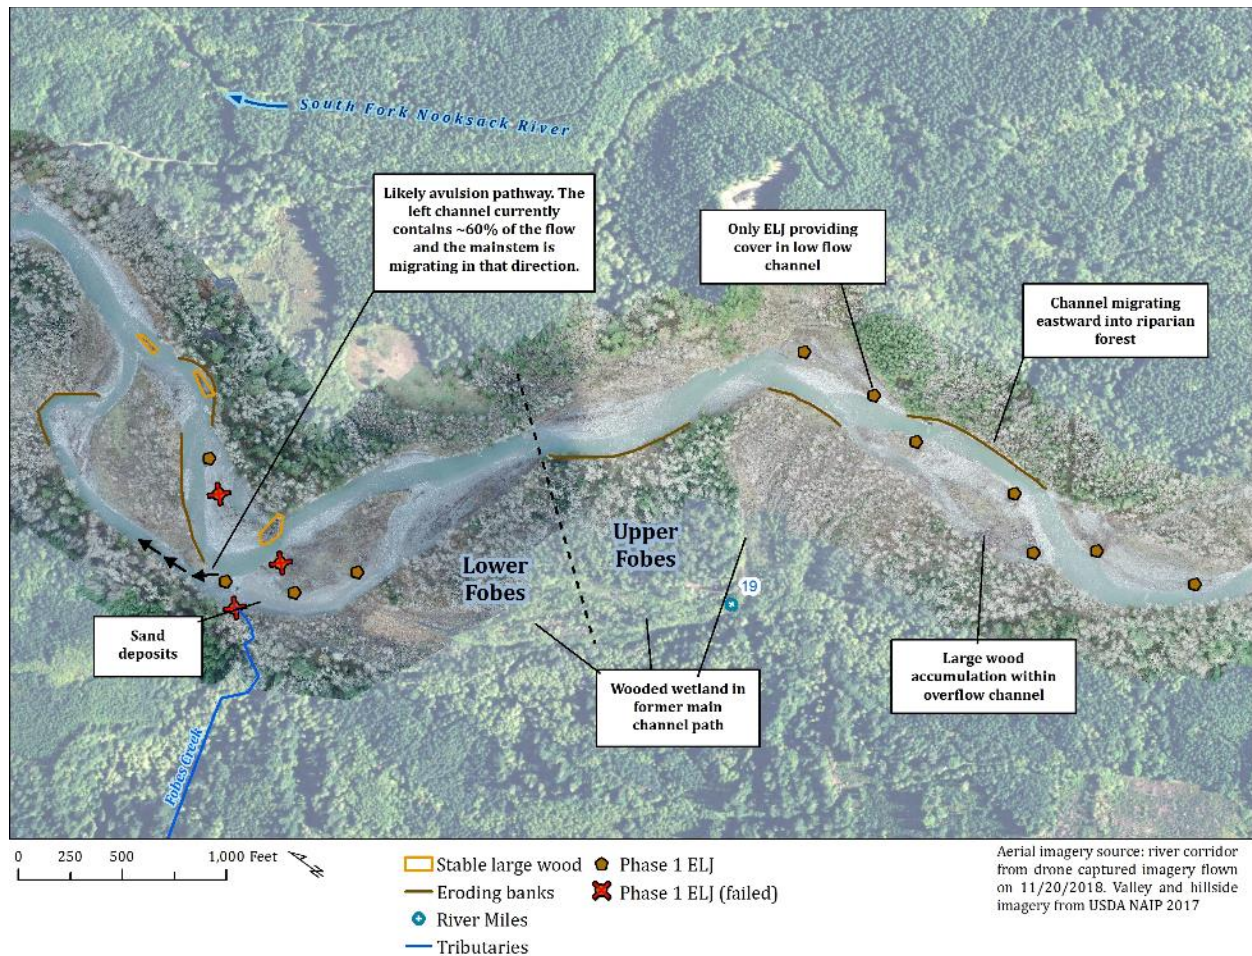 South Fork Nooksack River
Likely avulsion pathway. The
left channel currently
contains ~60% of the flow
and the mainstem is
migrating in that direction.
Only ELJ providing
cover in low flow
channel
Channel migrating
eastward into riparian
forest
Upper
Fobes
Lower
Fobes
19
Sand
deposits
Large wood
accumulation within
overflow channel
Wooded wetland in
former main
channel path
Fobes Creek
0 250 500 1,000 Feet
N
Stable large wood
Eroding banks
River Miles
Tributaries
Phase 1 ELJ
Phase 1 ELJ (failed)
Aerial imagery source: river corridor
from drone captured imagery flown
on 11/20/2018. Valley and hillside
imagery from USDA NAIP 2017